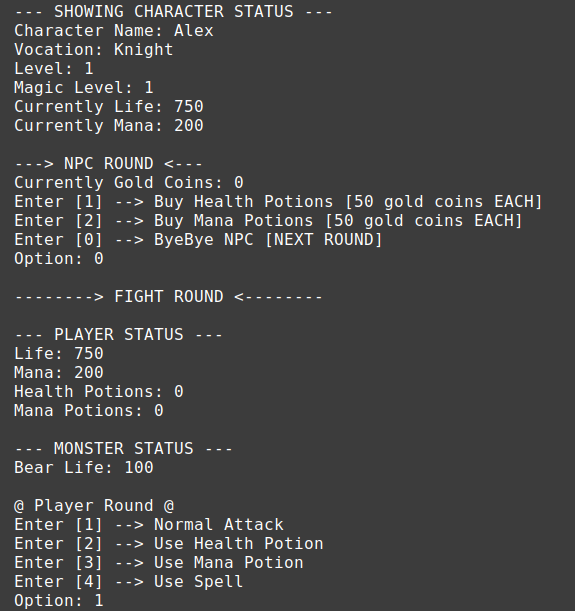 --- SHOWING CHARACTER STATUS ---
Character Name: Alex
Vocation: Knight
Level: 1
Magic Level: 1
Currently Life: 750
Currently Mana: 200
---> NPC ROUND <---
Currently Gold Coins: 0
Enter [1] --> Buy Health Potions [50 gold coins EACH]
Enter [2] --> Buy Mana Potions [50 gold coins EACH]
Enter [0] --> ByeBye NPC [NEXT ROUND]
Option: 0
--------> FIGHT ROUND <--------
--- PLAYER STATUS ---
Life: 750
Mana: 200
Health Potions: 0
Mana Potions: 0
--- MONSTER STATUS ---
Bear Life: 100
@ Player Round @
Enter [1] --> Normal Attack
Enter [2] --> Use Health Potion
Enter [3] --> Use Mana Potion
Enter [4] --> Use Spell
Option: 1